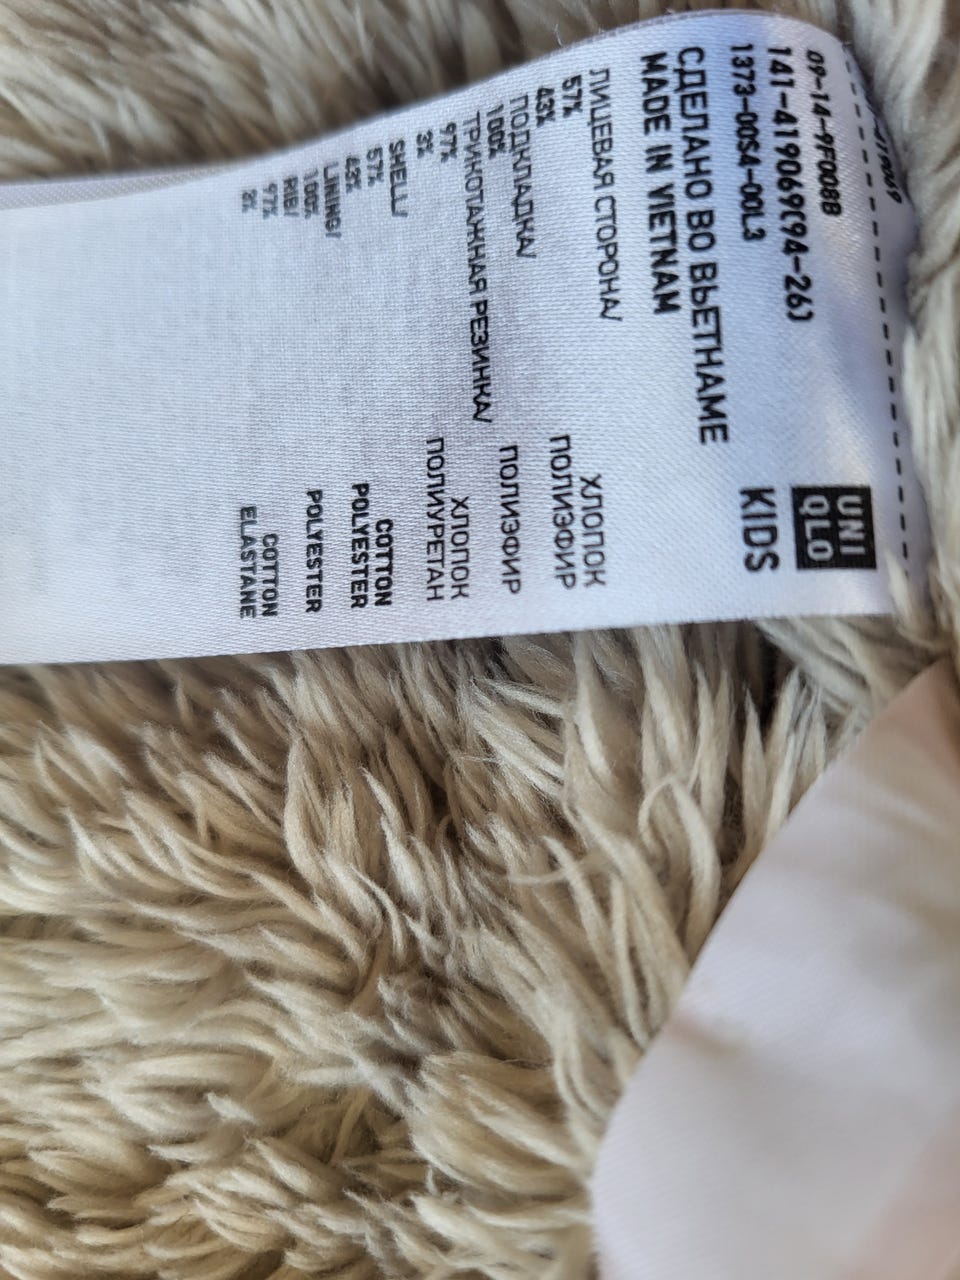 UNI
QLO
KIDS
09-14-9F008B
141-419069(94-26)
1373-00S4-00L3
СДЕЛАНО ВО ВЬЕТНАМЕ
MADE IN VIETNAM
ЛИЦЕВАЯ СТОРОНА/
57% ХЛОПОК
43% ПОЛИЭФИР
ПОДКЛАДКА/
100% ПОЛИЭФИР
ТРИКОТАЖНАЯ РЕЗИНКА/
97% ХЛОПОК
3% ПОЛИУРЕТАН
SHELL/
57% COTTON
43% POLYESTER
LINING/
100% POLYESTER
RIB/
97% COTTON
3% ELASTANE